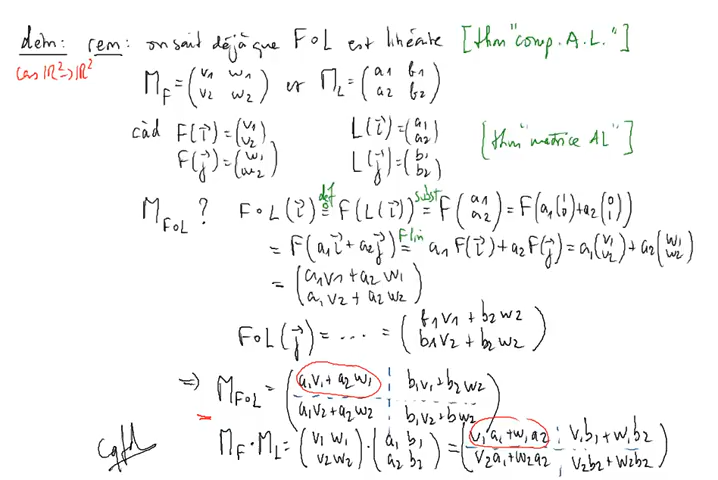 dém: rem: on sait déjà que F∘L est linéaire [thm "comp. A.L."]
cas ℝ²→ℝ²
M_F = (v1 w1 / v2 w2) et M_L = (a1 b1 / a2 b2)
càd F(i⃗) = (v1 / v2) L(i⃗) = (a1 / a2) [thm "matrice AL"]
F(j⃗) = (w1 / w2) L(j⃗) = (b1 / b2)
M_F∘L ? F∘L(i⃗) =déf F(L(i⃗)) =subst F(a1 / a2) = F(a1(1 / 0) + a2(0 / 1))
= F(a1 i⃗ + a2 j⃗) =F lin a1 F(i⃗) + a2 F(j⃗) = a1(v1 / v2) + a2(w1 / w2)
= (a1v1 + a2w1 / a1v2 + a2w2)
F∘L(j⃗) = .... = (b1v1 + b2w2 / b1v2 + b2w2)
⇒ M_F∘L = (a1v1 + a2w1 b1v1 + b2w2 / a1v2 + a2w2 b1v2 + bw2)
M_F · M_L = (v1 w1 / v2 w2) · (a1 b1 / a2 b2) = (v1a1 + w1a2 v1b1 + w1b2 / v2a1 + w2a2 v2b2 + w2b2)
Cqfd